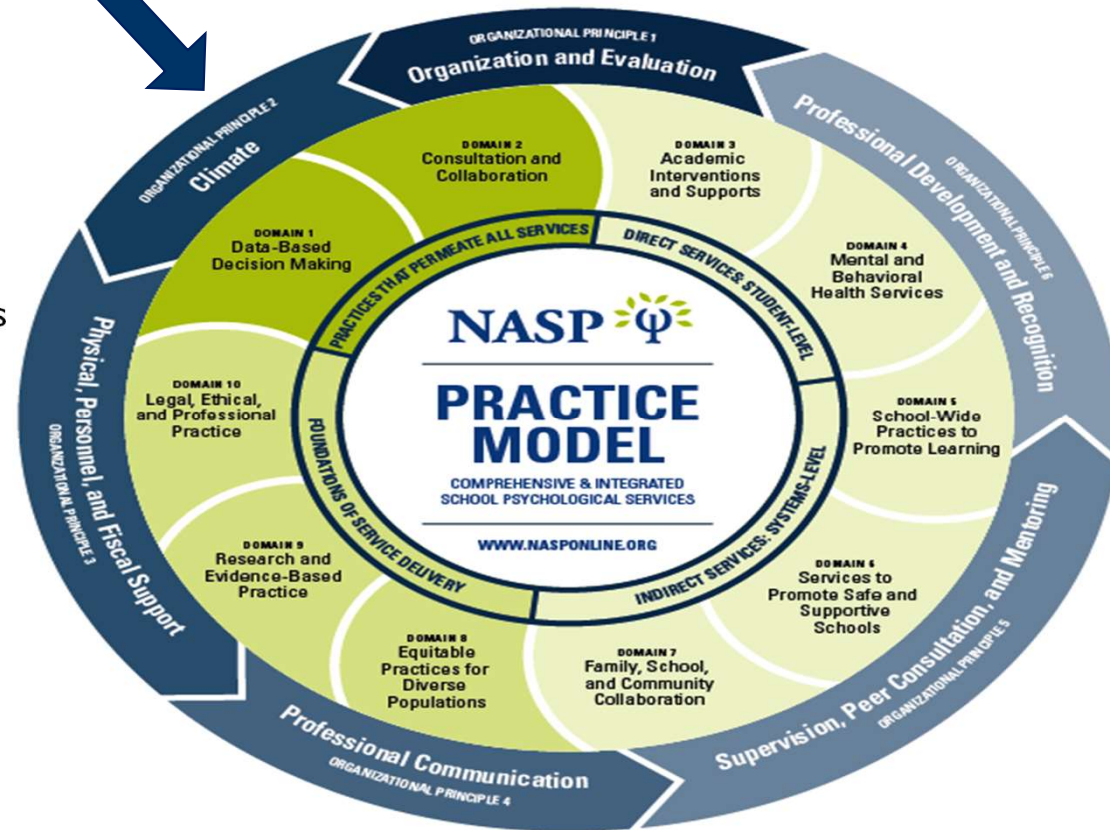 ORGANIZATIONAL PRINCIPLE 1
Organization and Evaluation
ORGANIZATIONAL PRINCIPLE 2
Climate
Professional Development and Recognition
ORGANIZATIONAL PRINCIPLE 6
DOMAIN 2
Consultation and
Collaboration
DOMAIN 3
Academic
Interventions
and Supports
DOMAIN 1
Data-Based
Decision Making
DOMAIN 4
Mental and
Behavioral
Health Services
PRACTICES THAT PERMEATE ALL SERVICES
DIRECT SERVICES: STUDENT-LEVEL
s
NASP
PRACTICE
MODEL
COMPREHENSIVE & INTEGRATED
SCHOOL PSYCHOLOGICAL SERVICES
WWW.NASPONLINE.ORG
Physical, Personnel, and Fiscal Support
ORGANIZATIONAL PRINCIPLE 3
DOMAIN 10
Legal, Ethical,
and Professional
Practice
DOMAIN 5
School-Wide
Practices to
Promote Learning
FOUNDATIONS OF SERVICE DELIVERY
INDIRECT SERVICES: SYSTEMS-LEVEL
DOMAIN 9
Research and
Evidence-Based
Practice
DOMAIN 6
Services to
Promote Safe and
Supportive
Schools
DOMAIN 8
Equitable
Practices for
Diverse
Populations
DOMAIN 7
Family, School,
and Community
Collaboration
Supervision, Peer Consultation, and Mentoring
ORGANIZATIONAL PRINCIPLE 5
Professional Communication
ORGANIZATIONAL PRINCIPLE 4